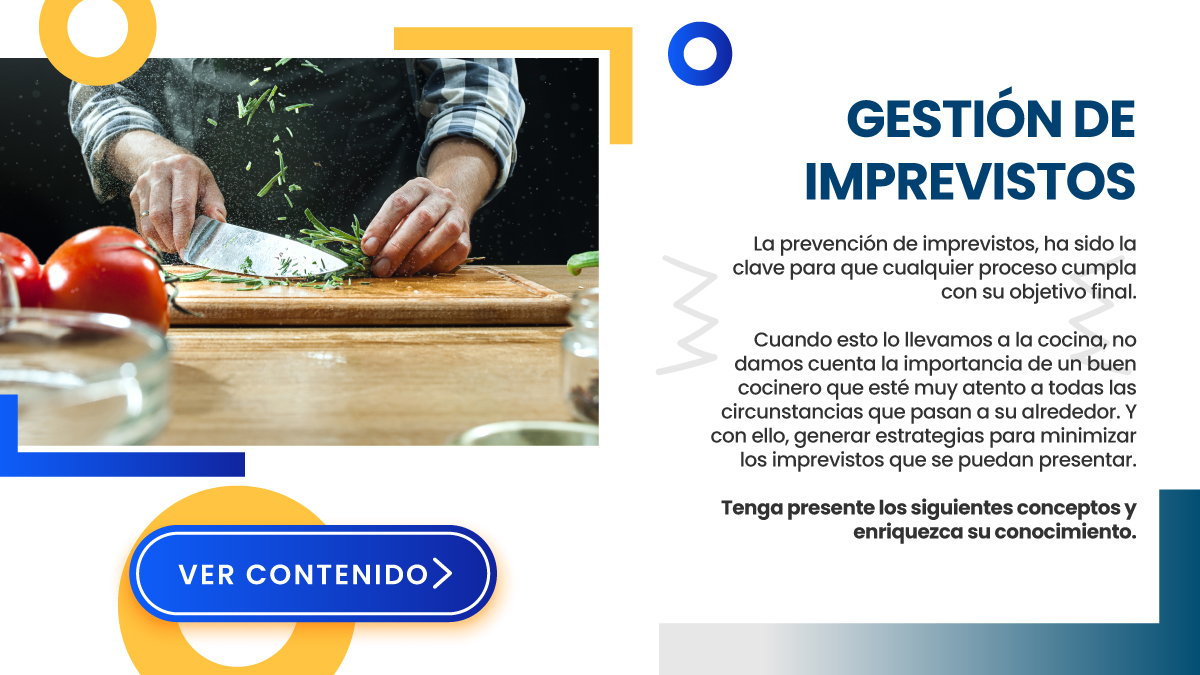 GESTIÓN DE
IMPREVISTOS
La prevención de imprevistos, ha sido la
clave para que cualquier proceso cumpla
con su objetivo final.
Cuando esto lo llevamos a la cocina, no
damos cuenta la importancia de un buen
cocinero que esté muy atento a todas las
circunstancias que pasan a su alrededor. Y
con ello, generar estrategias para minimizar
los imprevistos que se puedan presentar.
Tenga presente los siguientes conceptos y
enriquezca su conocimiento.
VER CONTENIDO